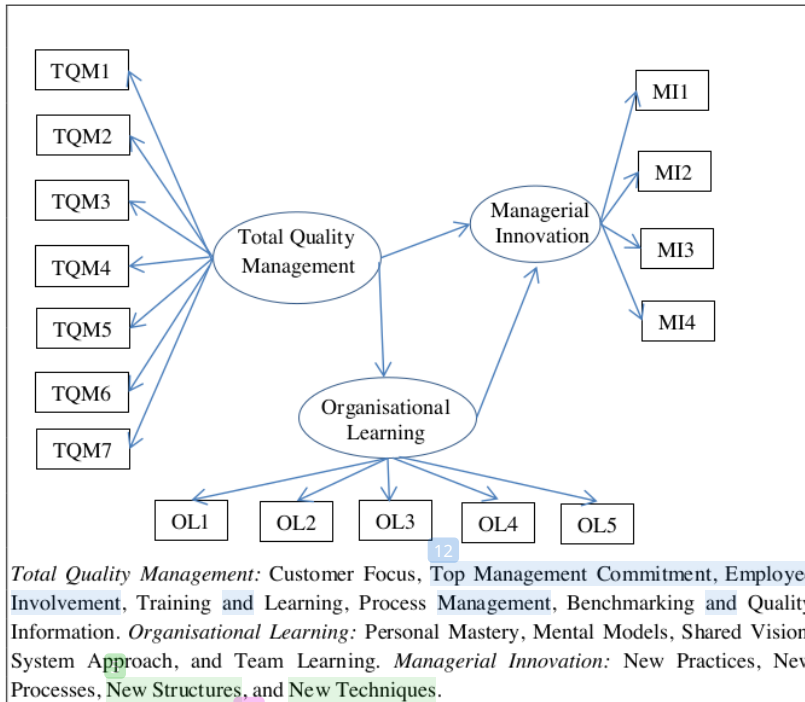 TQM1
TQM2
TQM3
TQM4
TQM5
TQM6
TQM7
Total Quality
Management
Managerial
Innovation
MI1
MI2
MI3
MI4
Organisational
Learning
OL1
OL2
OL3
OL4
OL5
12
Total Quality Management: Customer Focus, Top Management Commitment, Employe
Involvement, Training and Learning, Process Management, Benchmarking and Quality
Information. Organisational Learning: Personal Mastery, Mental Models, Shared Vision
System Approach, and Team Learning. Managerial Innovation: New Practices, New
Processes, New Structures, and New Techniques.